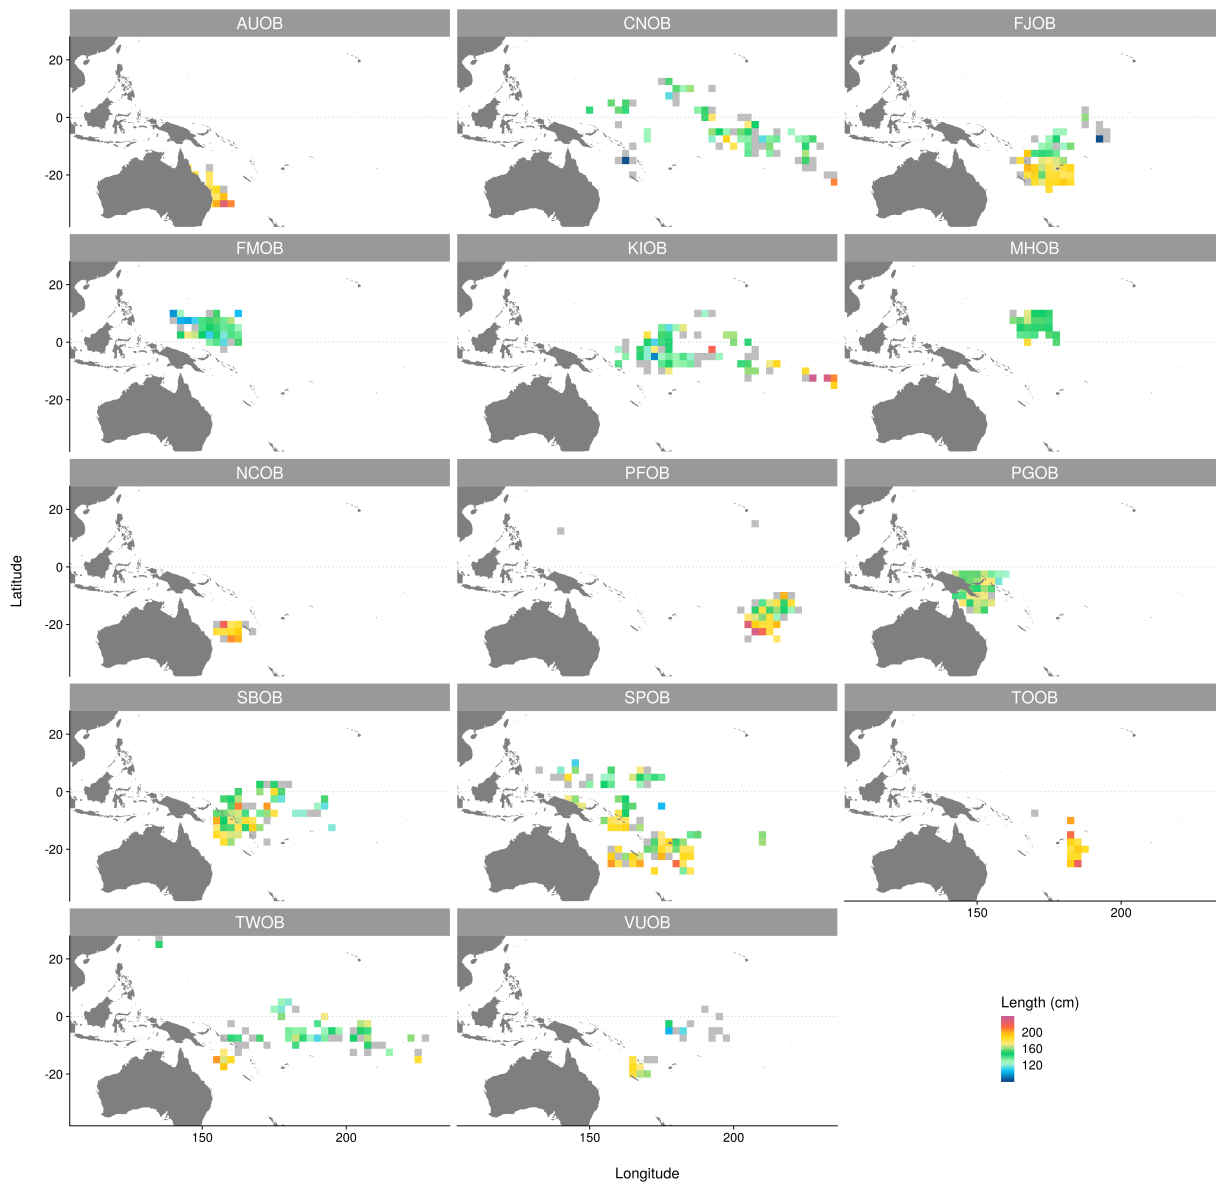 AUOB CNOB FJOB
20
0
-20
FMOB KIOB MHOB
20
0
-20
NCOB PFOB PGOB
20
0
-20
SBOB SPOB TOOB
20
0
-20
150 200
TWOB VUOB
20
0
-20
150 200 150 200
Latitude
Longitude
Length (cm)
200
160
120